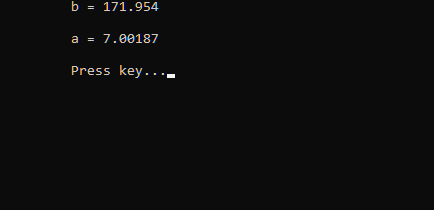 b = 171.954
a = 7.00187
Press key...